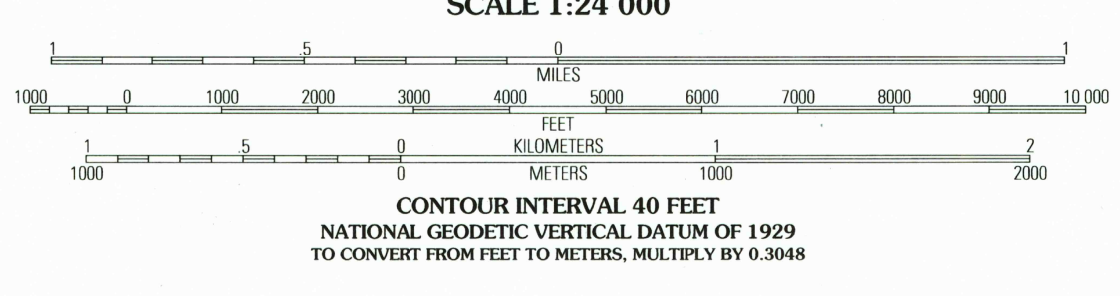 SCALE 1:24 000
1 .5 0 1
MILES
1000 0 1000 2000 3000 4000 5000 6000 7000 8000 9000 10 000
FEET
1 .5 0 KILOMETERS 1 2
1000 0 METERS 1000 2000
CONTOUR INTERVAL 40 FEET
NATIONAL GEODETIC VERTICAL DATUM OF 1929
TO CONVERT FROM FEET TO METERS, MULTIPLY BY 0.3048